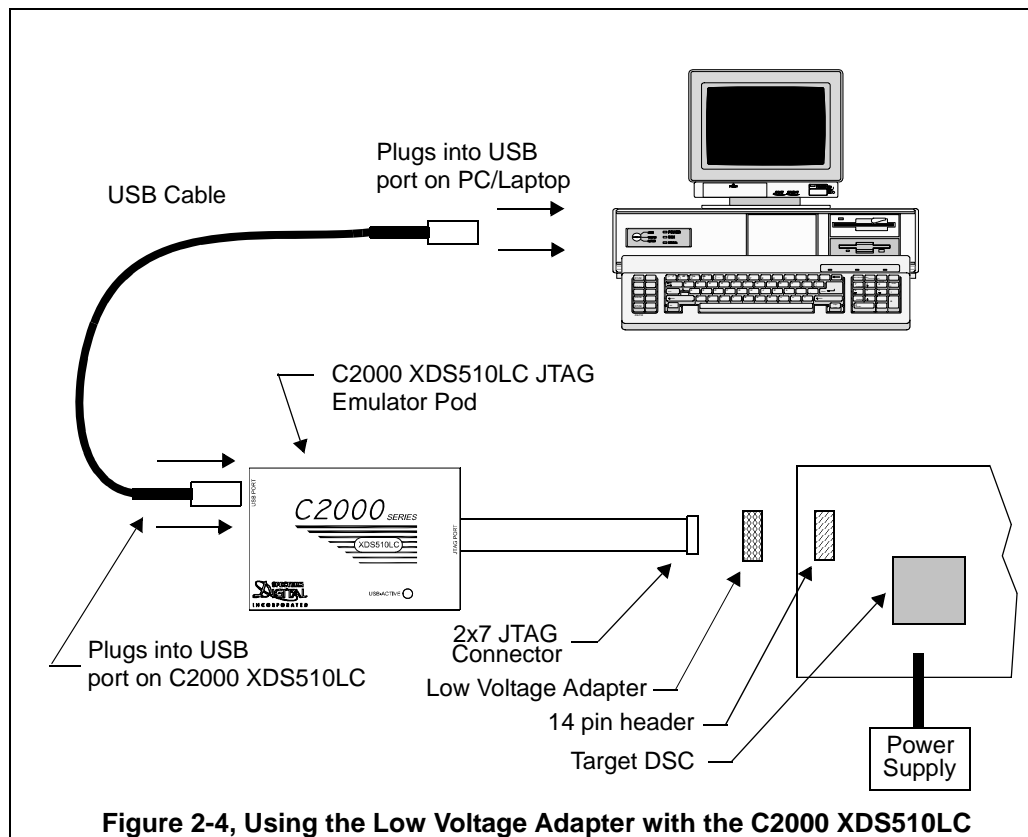 USB Cable
Plugs into USB
port on PC/Laptop
C2000 XDS510LC JTAG
Emulator Pod
USB PORT
C2000 SERIES
XDS510LC
JTAG PORT
SPECTRUM
DIGITAL
INCORPORATED
USB ACTIVE
Plugs into USB
port on C2000 XDS510LC
2x7 JTAG
Connector
Low Voltage Adapter
14 pin header
Target DSC
Power
Supply
Figure 2-4, Using the Low Voltage Adapter with the C2000 XDS510LC